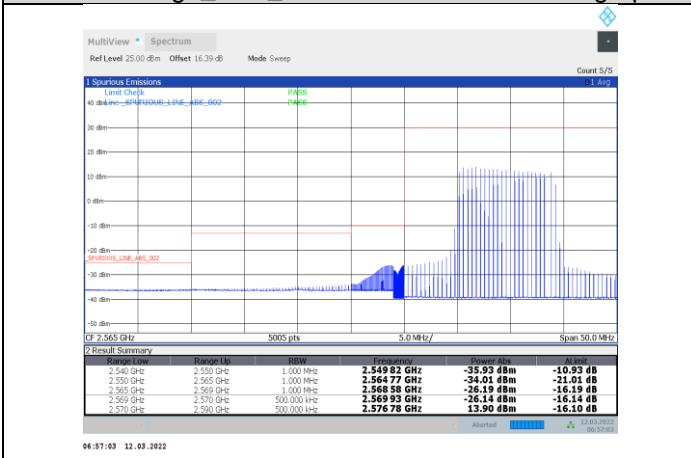 MultiView Spectrum
Ref Level 25.00 dBm Offset 16.39 dB Mode Sweep
Count 5/5
1 Spurious Emissions 1 Avg
Limit Check PASS
40 dBm Line _SPURIOUS_LINE_ABS_002 PASS
30 dBm
20 dBm
10 dBm
0 dBm
-10 dBm
-20 dBm
_SPURIOUS_LINE_ABS_002
-30 dBm
-40 dBm
-50 dBm
CF 2.565 GHz 5005 pts 5.0 MHz/ Span 50.0 MHz
2 Result Summary
Range Low Range Up RBW Frequency Power Abs ΔLimit
2.540 GHz 2.550 GHz 1.000 MHz 2.549 82 GHz -35.93 dBm -10.93 dB
2.550 GHz 2.565 GHz 1.000 MHz 2.564 77 GHz -34.01 dBm -21.01 dB
2.565 GHz 2.569 GHz 1.000 MHz 2.568 58 GHz -26.19 dBm -16.19 dB
2.569 GHz 2.570 GHz 500.000 kHz 2.569 93 GHz -26.14 dBm -16.14 dB
2.570 GHz 2.590 GHz 500.000 kHz 2.576 78 GHz 13.90 dBm -16.10 dB
Aborted 12.03.2022
06:57:03
06:57:03 12.03.2022